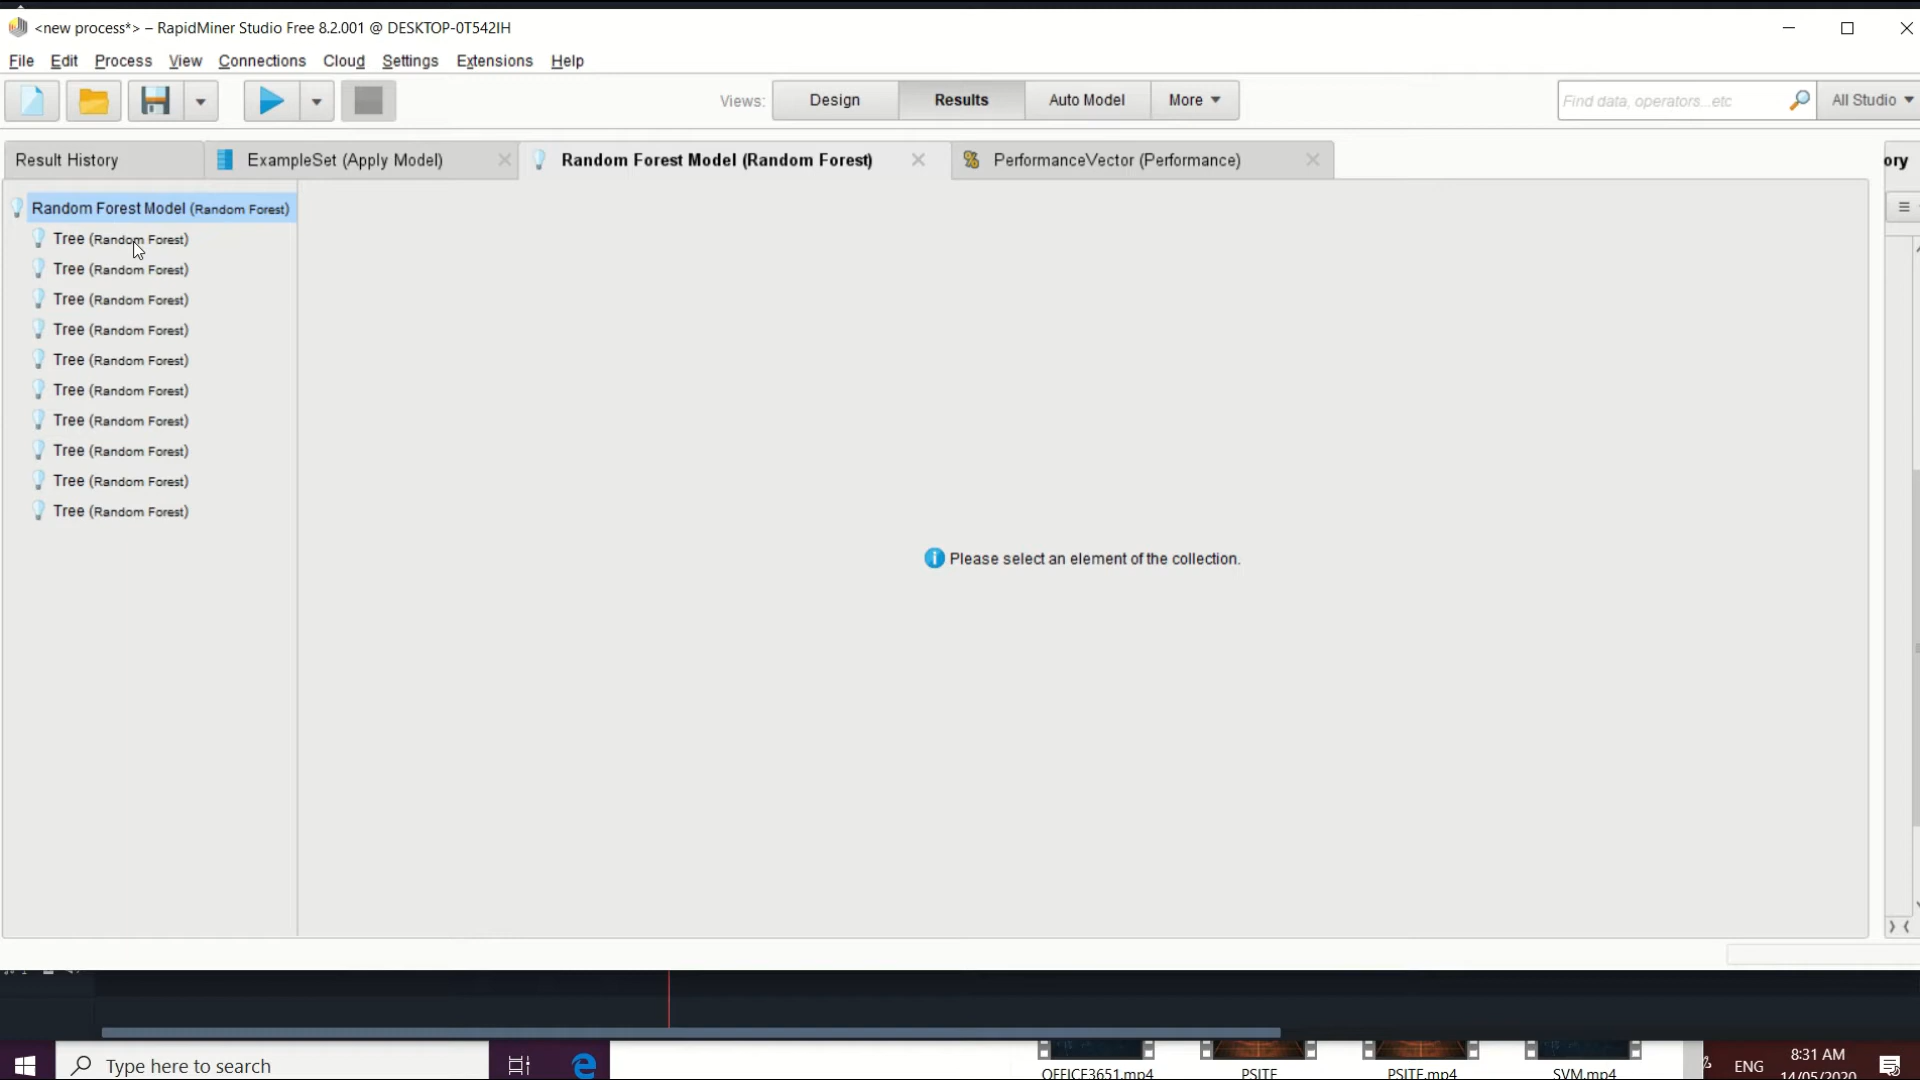 <new process*> – RapidMiner Studio Free 8.2.001 @ DESKTOP-0T542IH
File Edit Process View Connections Cloud Settings Extensions Help
Views: Design Results Auto Model More Find data, operators...etc All Studio
Result History ExampleSet (Apply Model) Random Forest Model (Random Forest) PerformanceVector (Performance) ory
Random Forest Model (Random Forest)
Tree (Random Forest)
Tree (Random Forest)
Tree (Random Forest)
Tree (Random Forest)
Tree (Random Forest)
Tree (Random Forest)
Tree (Random Forest)
Tree (Random Forest)
Tree (Random Forest)
Tree (Random Forest)
Please select an element of the collection.
Type here to search
OFFICE3651.mp4 PSITE PSITE.mp4 SVM.mp4
ENG
8:31 AM
14/05/2020